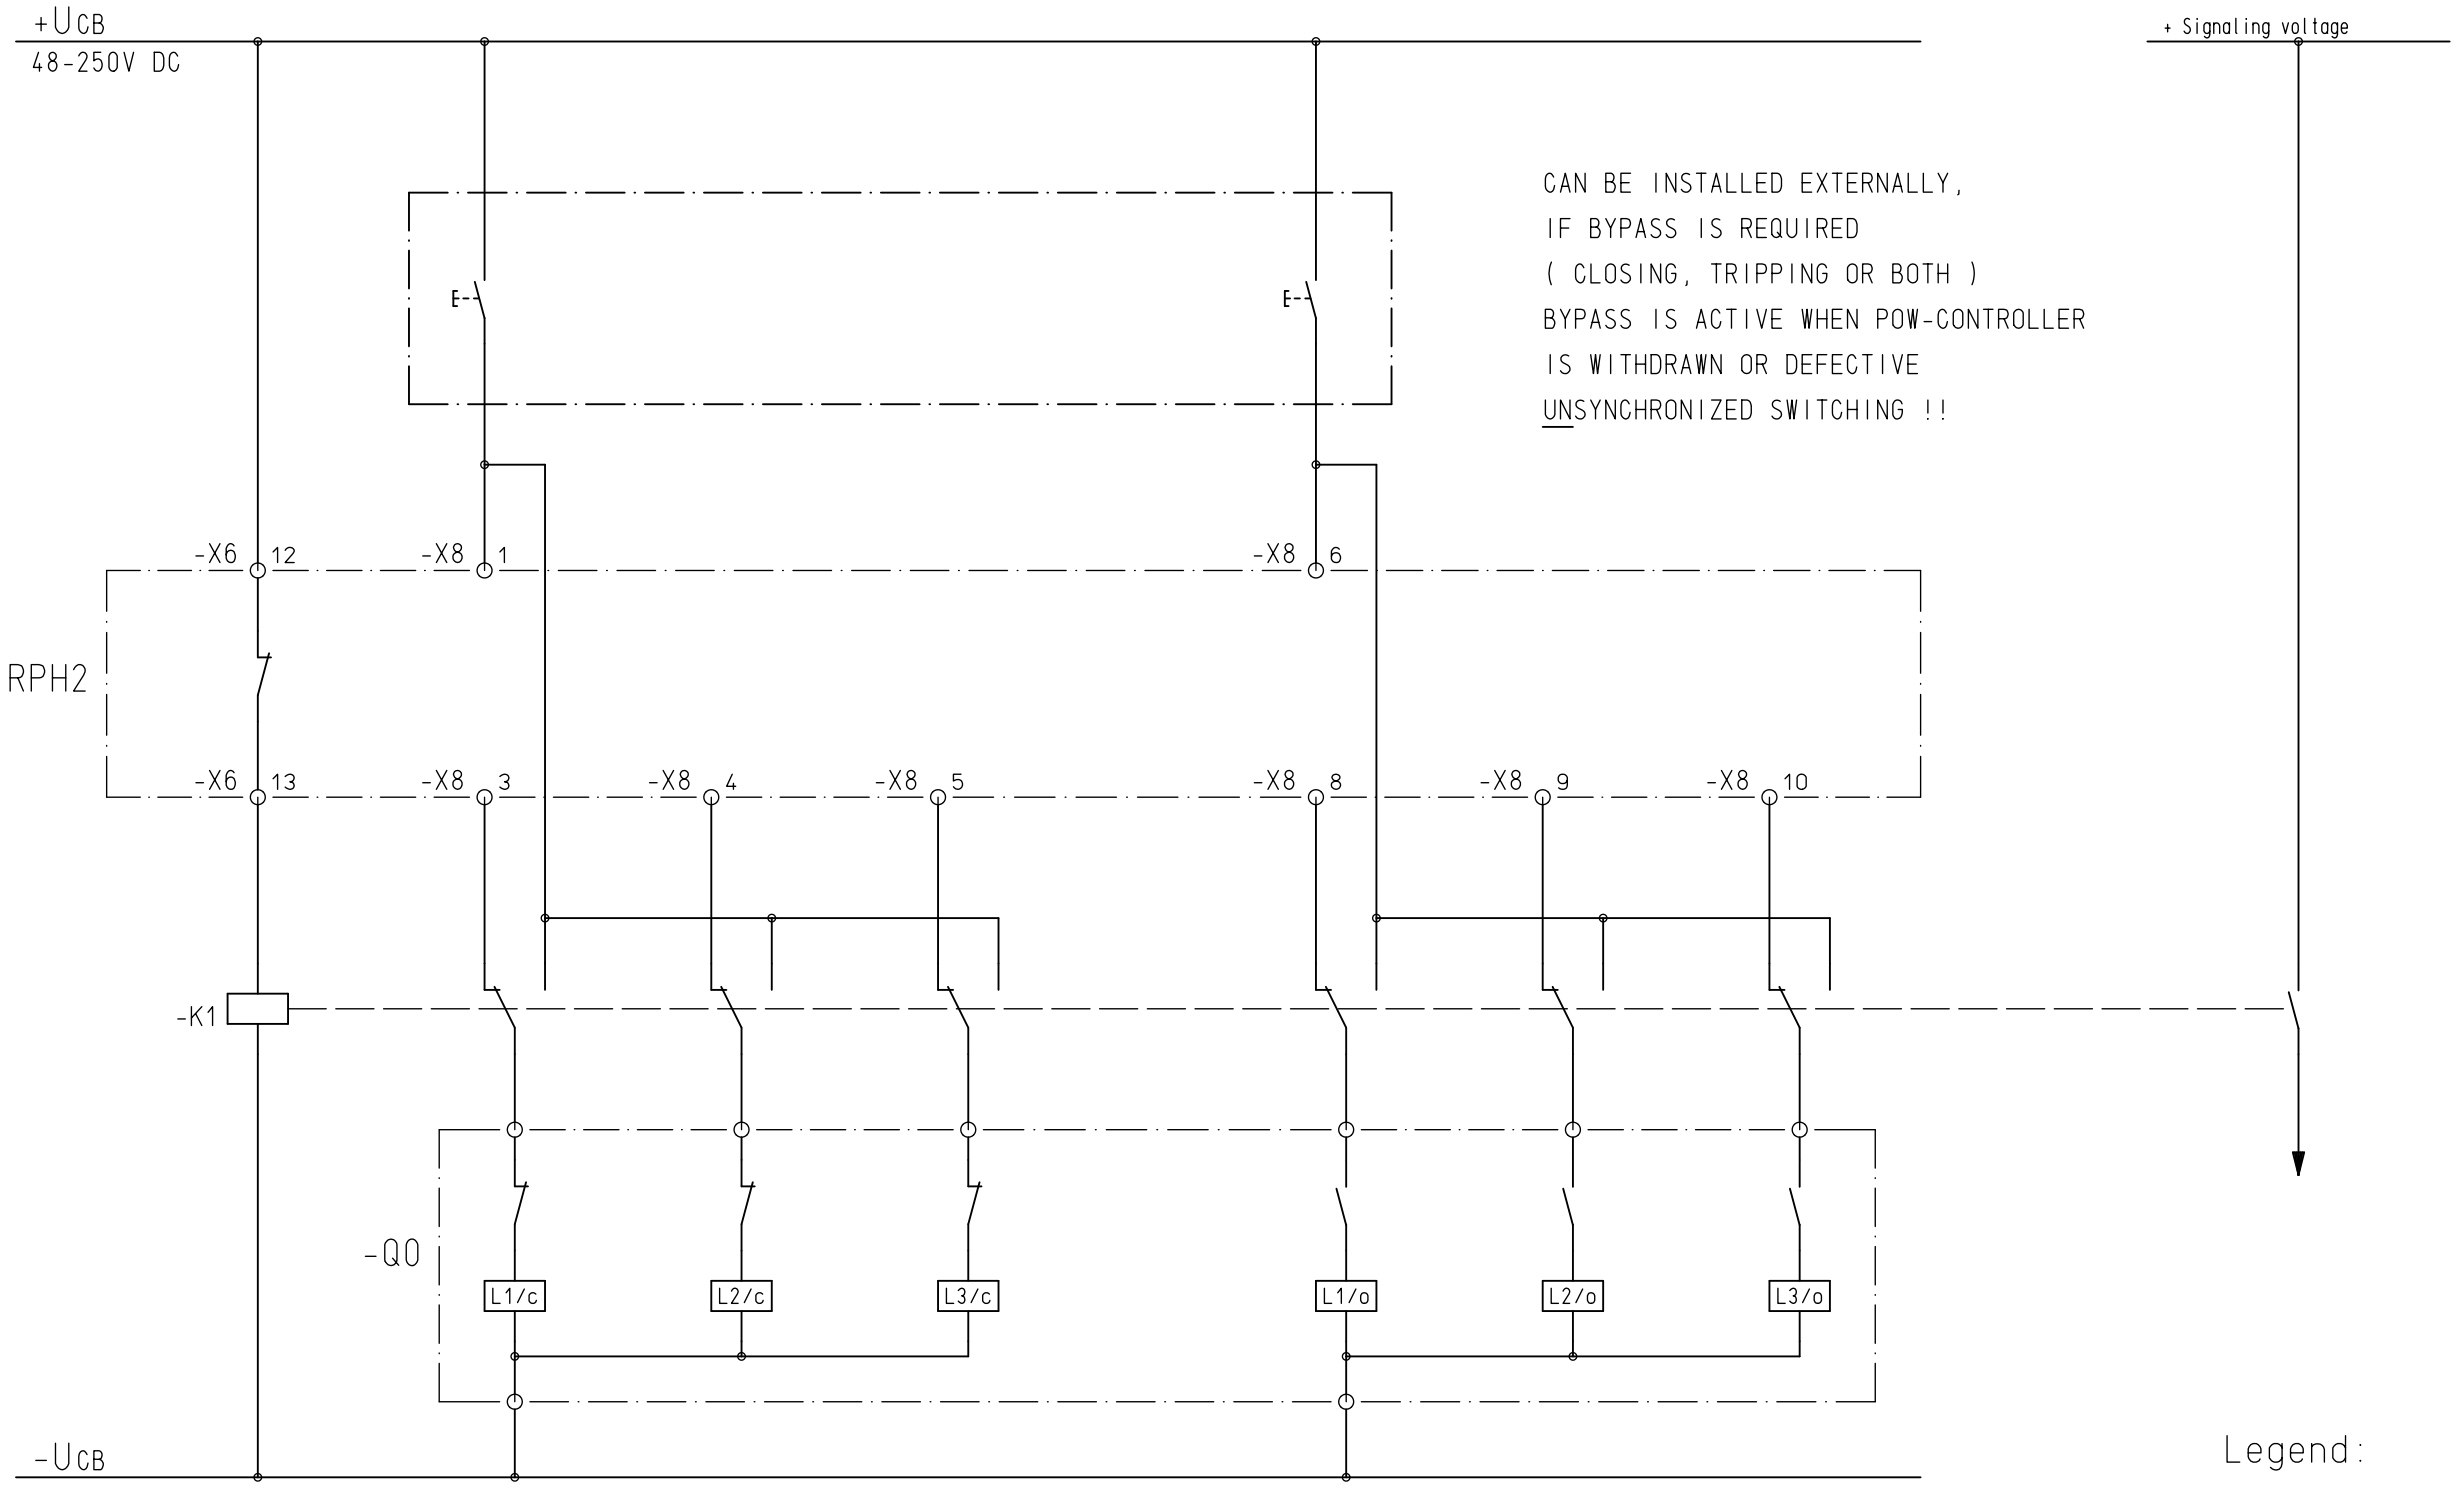 +UCB
48-250V DC
+ Signaling voltage
CAN BE INSTALLED EXTERNALLY,
IF BYPASS IS REQUIRED
( CLOSING, TRIPPING OR BOTH )
BYPASS IS ACTIVE WHEN POW-CONTROLLER
IS WITHDRAWN OR DEFECTIVE
UNSYNCHRONIZED SWITCHING !!
E
E
-X6 12
-X8 1
-X8 6
RPH2
-X6 13
-X8 3
-X8 4
-X8 5
-X8 8
-X8 9
-X8 10
-K1
-Q0
L1/c
L2/c
L3/c
L1/o
L2/o
L3/o
-UCB
Legend: